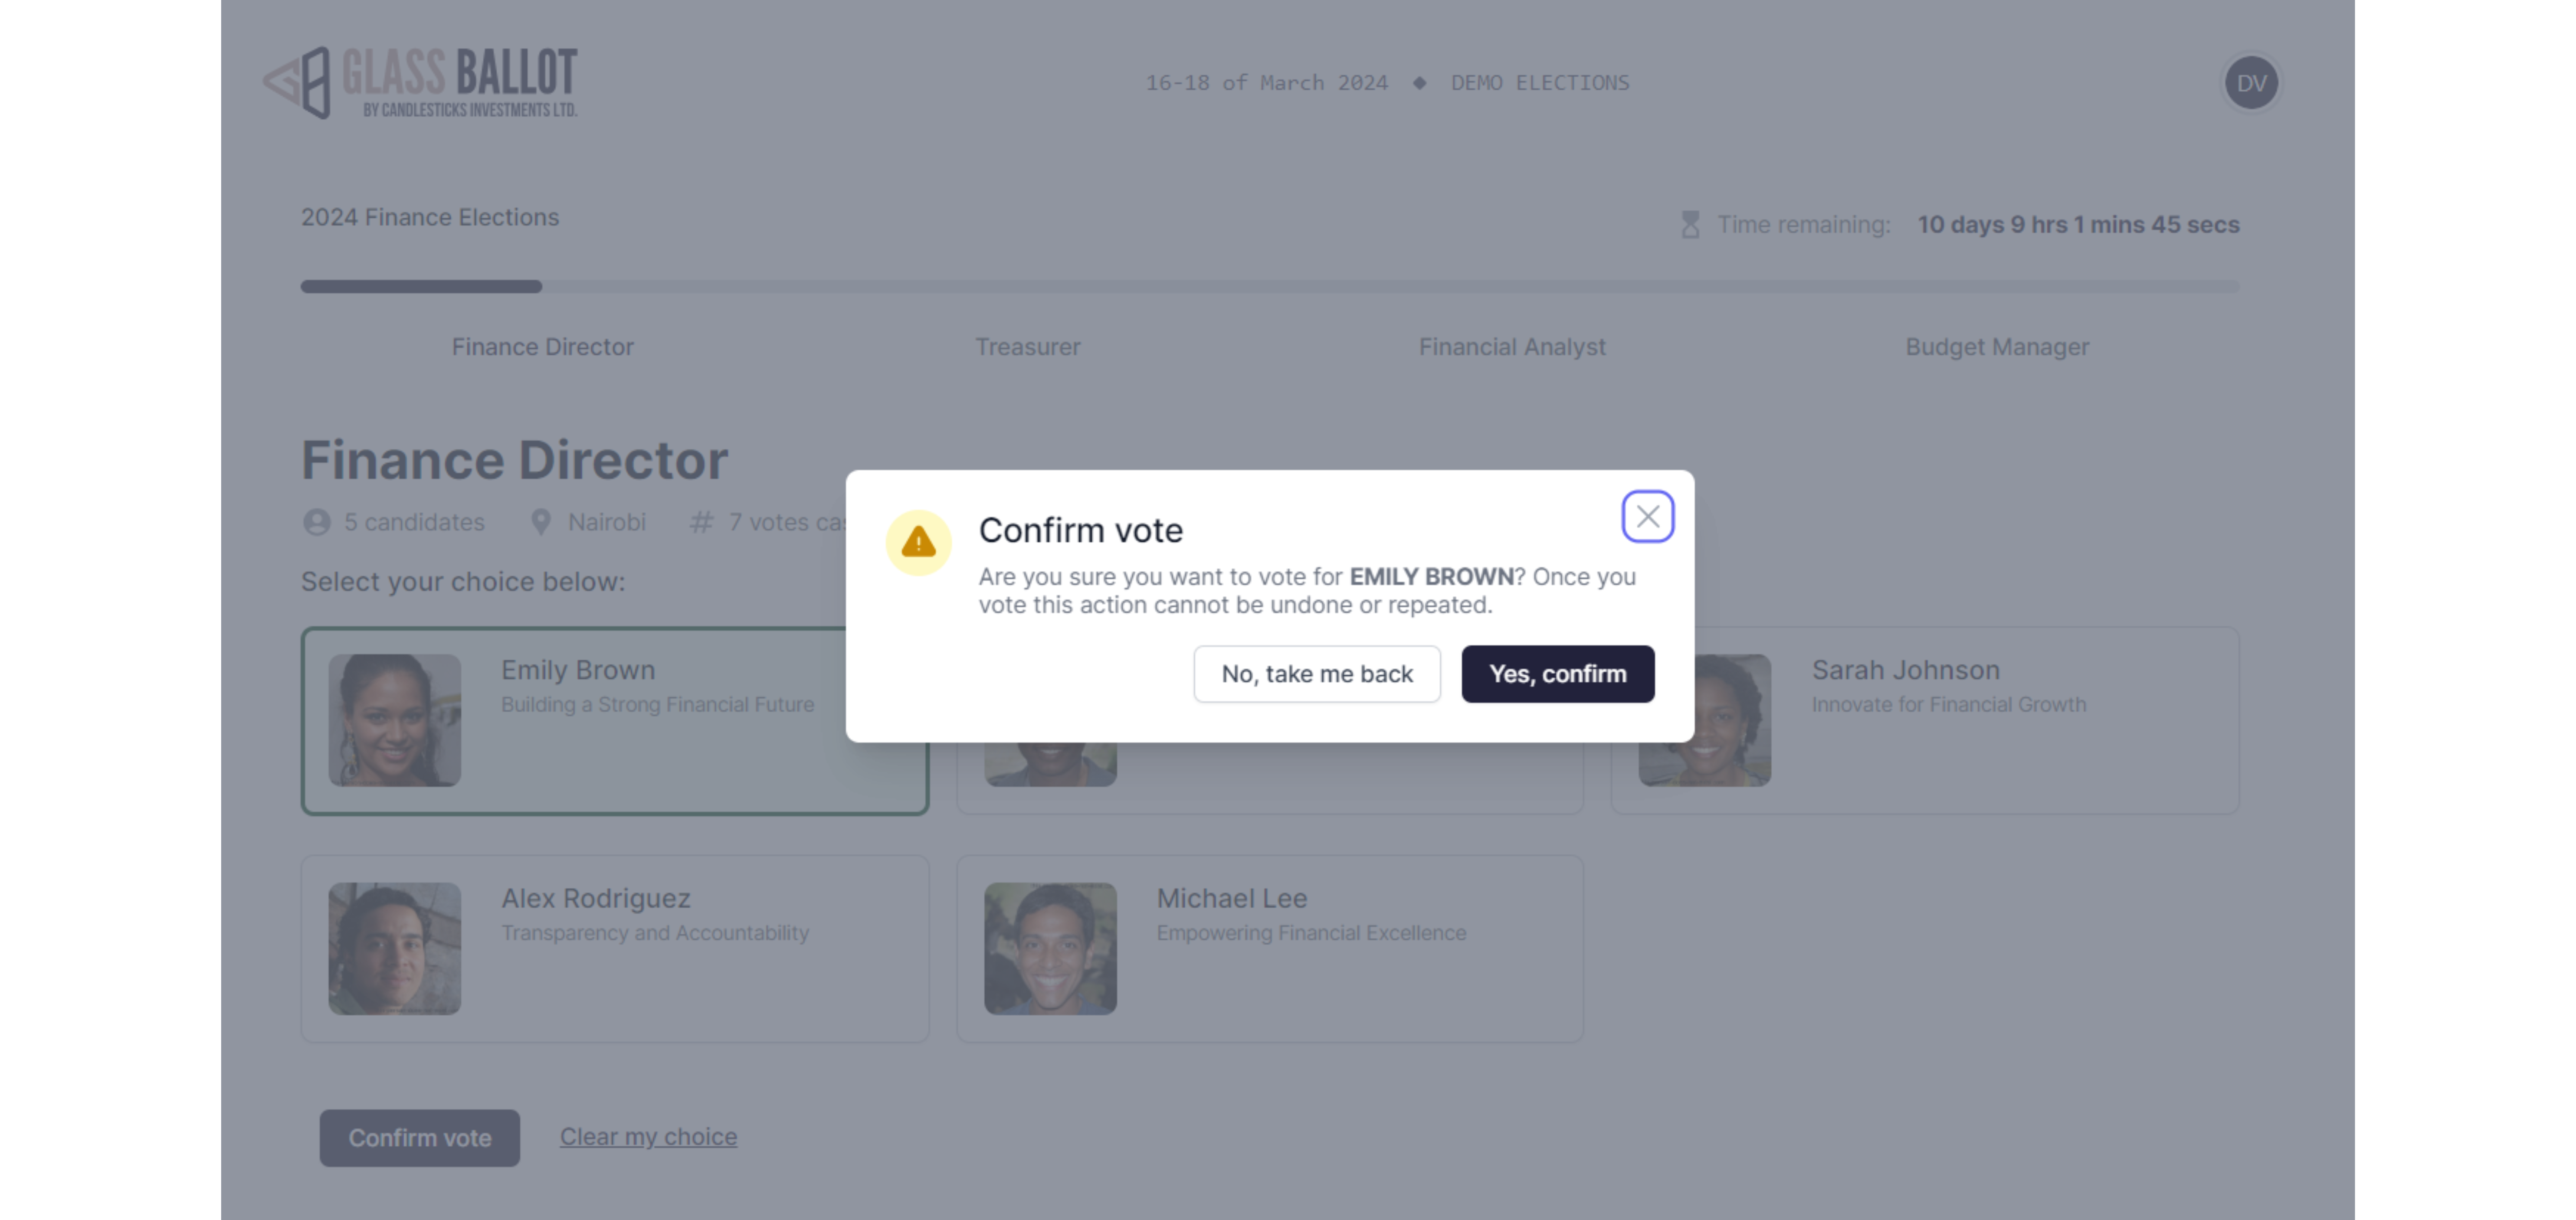 GLASS BALLOT
BY CANDLESTICKS INVESTMENTS LTD.
16-18 of March 2024 ◆ DEMO ELECTIONS
DV
2024 Finance Elections
Time remaining: 10 days 9 hrs 1 mins 45 secs
Finance Director
Treasurer
Financial Analyst
Budget Manager
Finance Director
5 candidates
Nairobi
# 7 votes
Select your choice below:
Confirm vote
Are you sure you want to vote for EMILY BROWN? Once you
vote this action cannot be undone or repeated.
No, take me back
Yes, confirm
Emily Brown
Building a Strong Financial Future
Sarah Johnson
Innovate for Financial Growth
Alex Rodriguez
Transparency and Accountability
Michael Lee
Empowering Financial Excellence
Confirm vote
Clear my choice